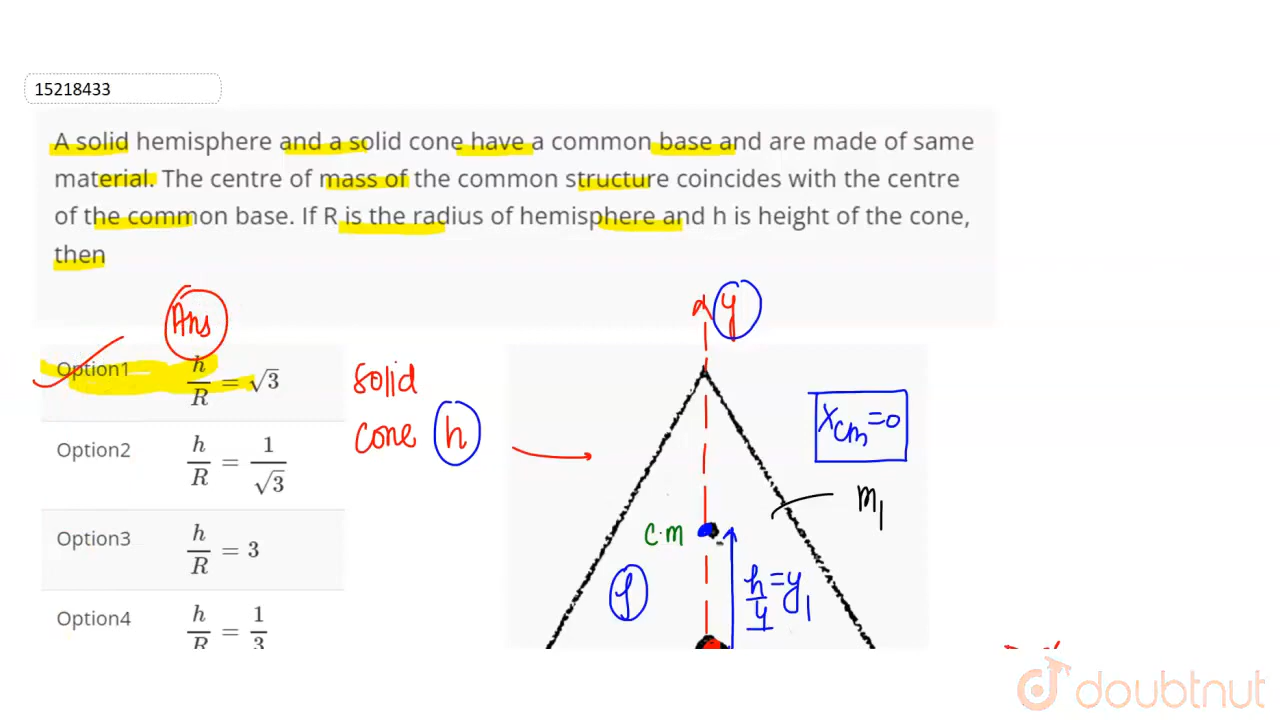 15218433
A solid hemisphere and a solid cone have a common base and are made of same
material. The centre of mass of the common structure coincides with the centre
of the common base. If R is the radius of hemisphere and h is height of the cone,
then
Ans
y
Option1 h/R = √3
solid
cone h
x_cm = 0
Option2 h/R = 1/√3
m₁
c.m
Option3 h/R = 3
h/4 = y₁
ρ
Option4 h/R = 1/3
doubtnut